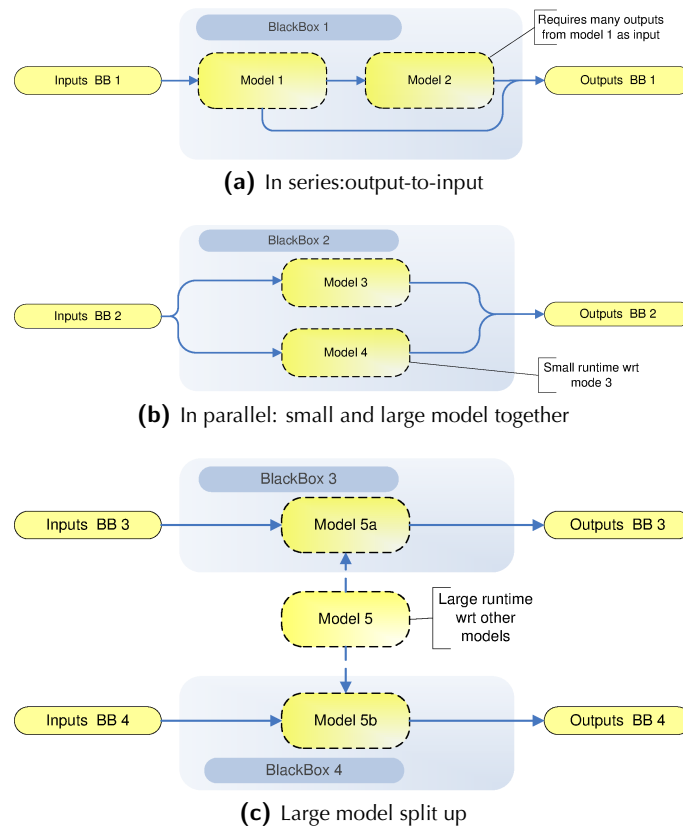 BlackBox 1
Requires many outputs
from model 1 as input
Inputs BB 1
Model 1
Model 2
Outputs BB 1
(a) In series:output-to-input
BlackBox 2
Model 3
Inputs BB 2
Outputs BB 2
Model 4
Small runtime wrt
mode 3
(b) In parallel: small and large model together
BlackBox 3
Inputs BB 3
Model 5a
Outputs BB 3
Model 5
Large runtime
wrt other
models
Inputs BB 4
Model 5b
Outputs BB 4
BlackBox 4
(c) Large model split up